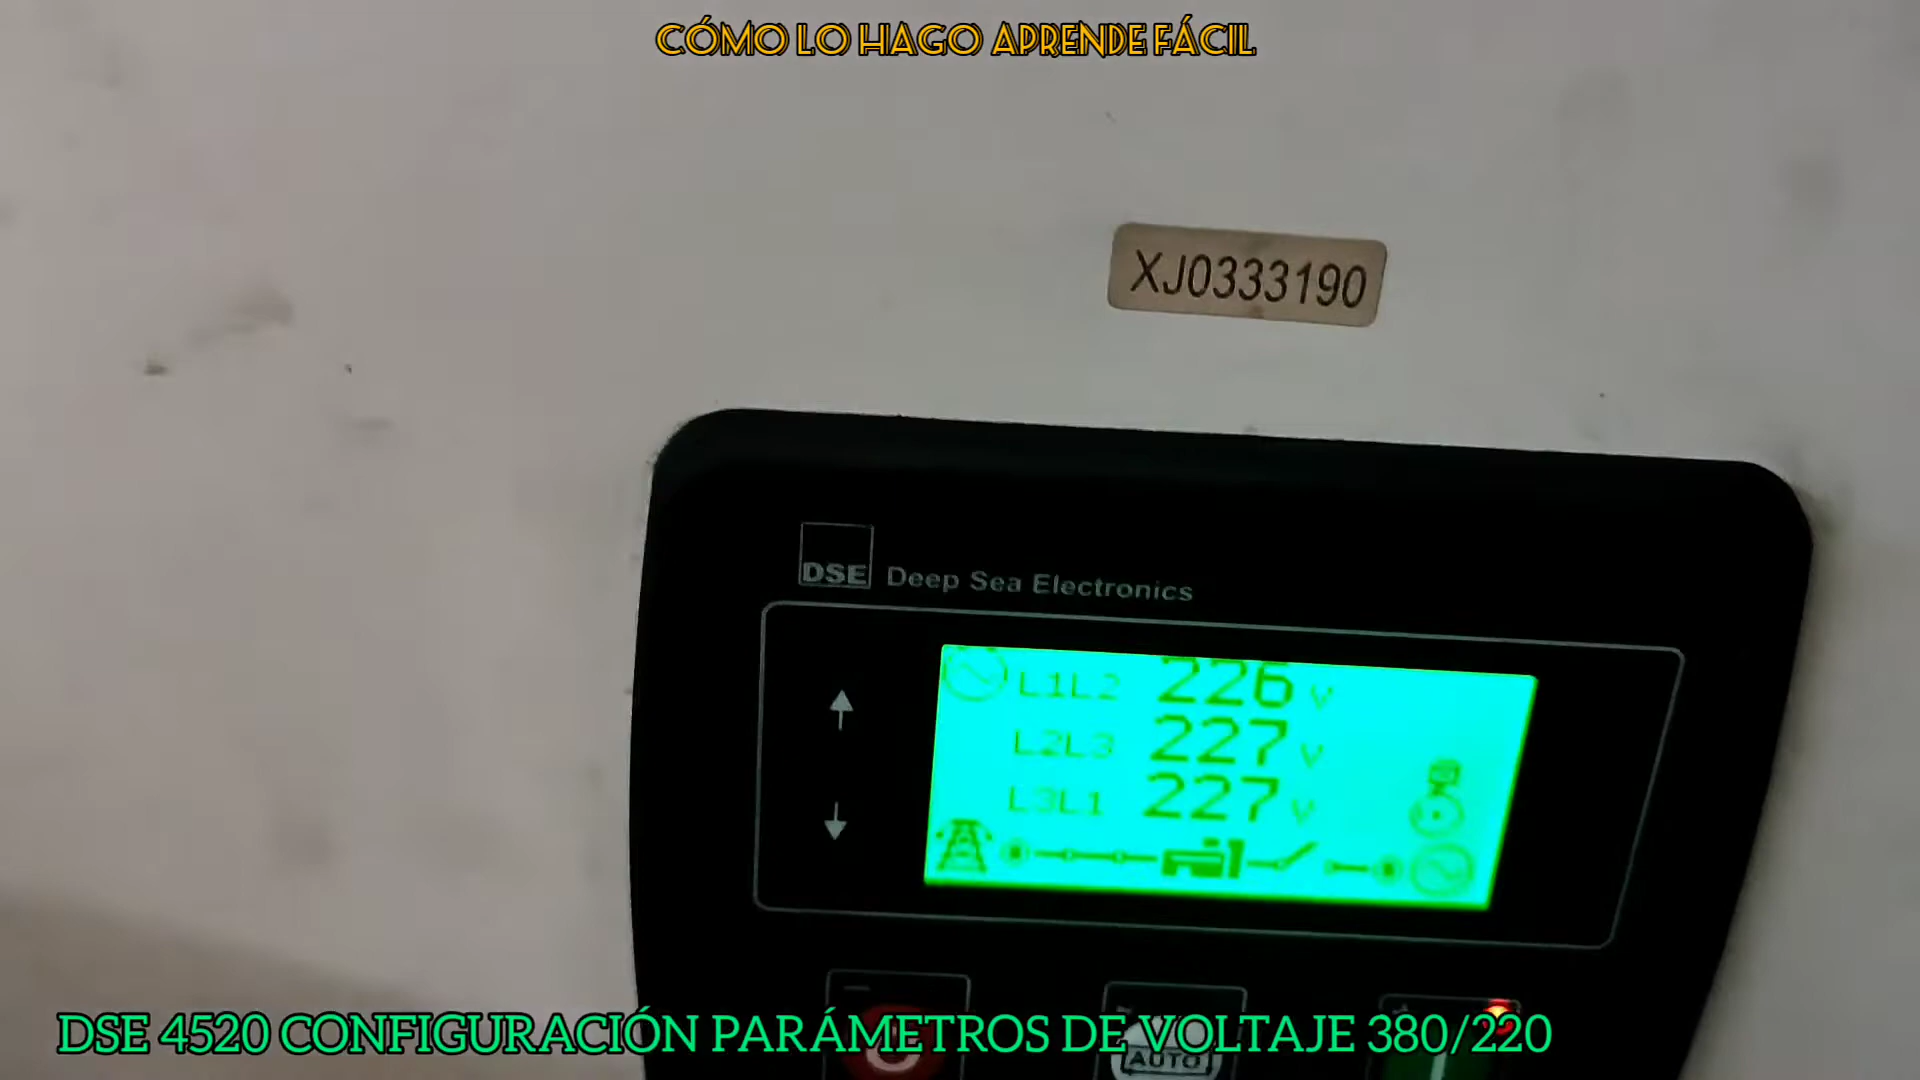 CÓMO LO HAGO APRENDE FÁCIL
XJ0333190
DSE Deep Sea Electronics
L1L2 226 V
L2L3 227 V
L3L1 227 V
AUTO
DSE 4520 CONFIGURACIÓN PARÁMETROS DE VOLTAJE 380/220